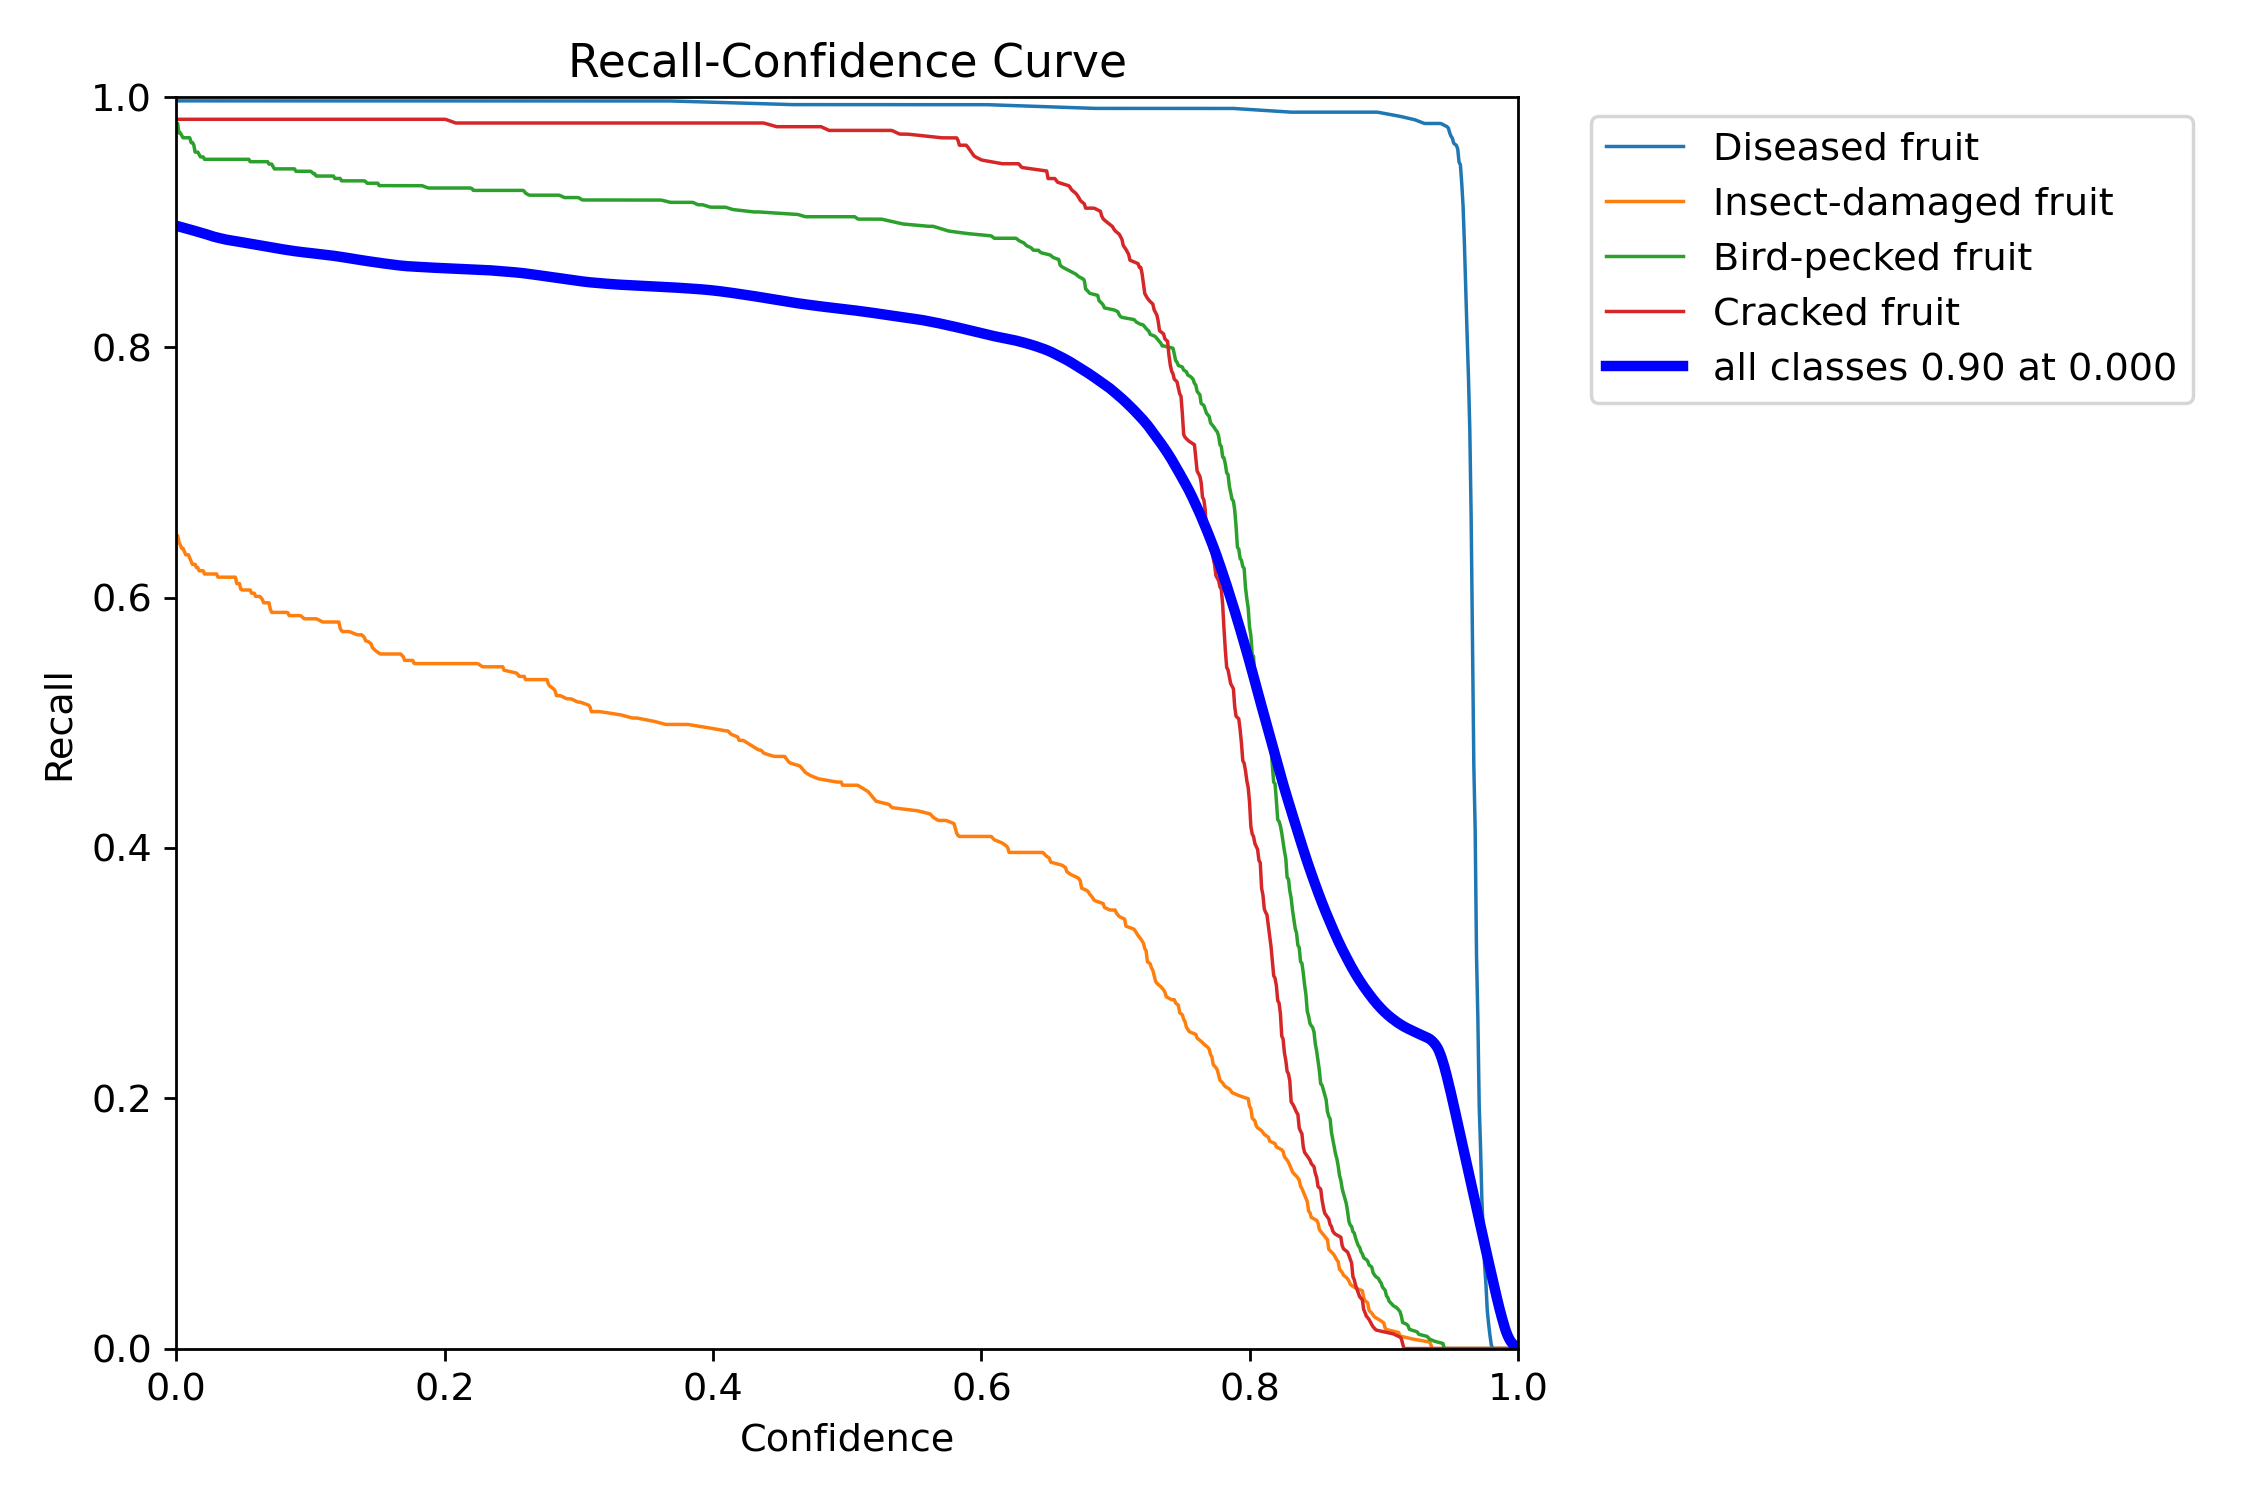 Recall-Confidence Curve
1.0
0.8
0.6
0.4
0.2
0.0
Recall
0.0 0.2 0.4 0.6 0.8 1.0
Confidence
Diseased fruit
Insect-damaged fruit
Bird-pecked fruit
Cracked fruit
all classes 0.90 at 0.000